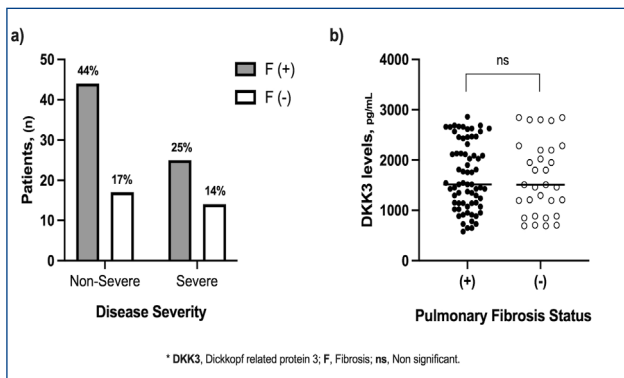 a)
F (+)
F (-)
Patients, (n)
50
40
30
20
10
0
44%
17%
25%
14%
Non-Severe
Severe
Disease Severity
b)
DKK3 levels, pg/mL
4000
3000
2000
1000
0
ns
(+)
(-)
Pulmonary Fibrosis Status
* DKK3, Dickkopf related protein 3; F, Fibrosis; ns, Non significant.